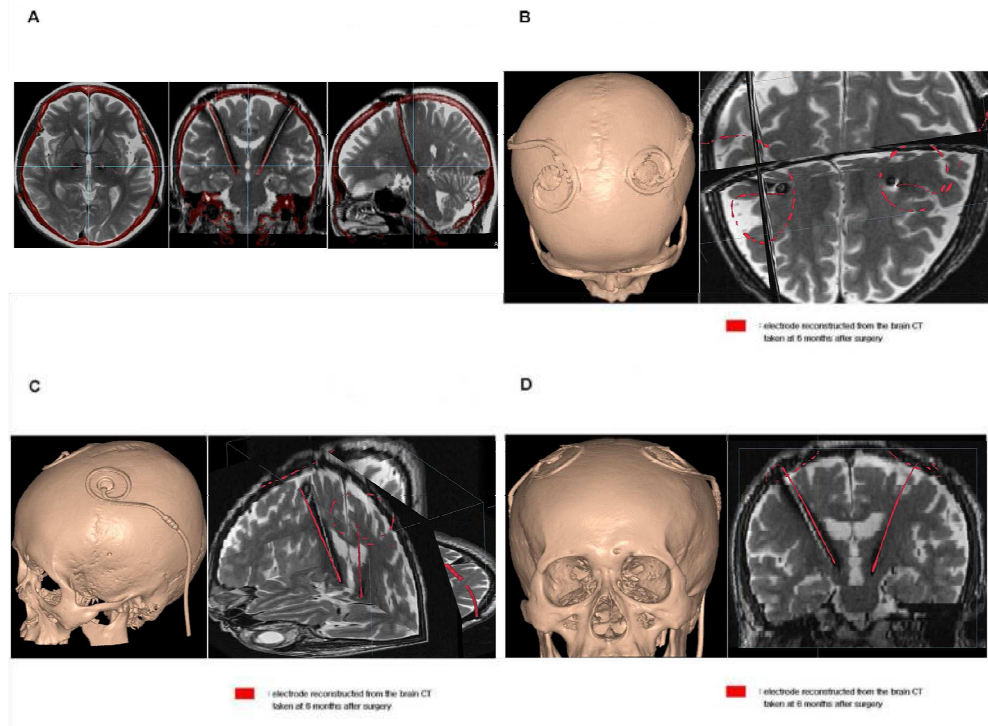 A
B
: electrode reconstructed from the brain CT
taken at 6 months after surgery
C
D
: electrode reconstructed from the brain CT
taken at 6 months after surgery
: electrode reconstructed from the brain CT
taken at 6 months after surgery